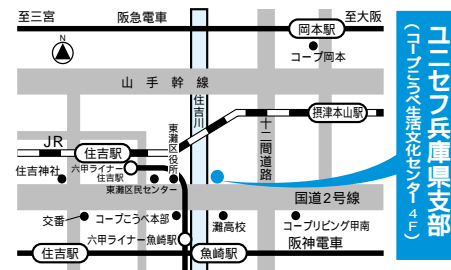 至三宮
阪急電車
岡本駅
至大阪
N
コープ岡本
山手幹線
住吉川
摂津本山駅
十二間道路
東灘区役所
JR
住吉駅
六甲ライナー
住吉駅
住吉神社
東灘区民センター
国道2号線
交番
コープこうべ本部
灘高校
コープリビング甲南
六甲ライナー魚崎駅
阪神電車
住吉駅
魚崎駅
ユニセフ兵庫県支部
(コープこうべ生活文化センター4F)